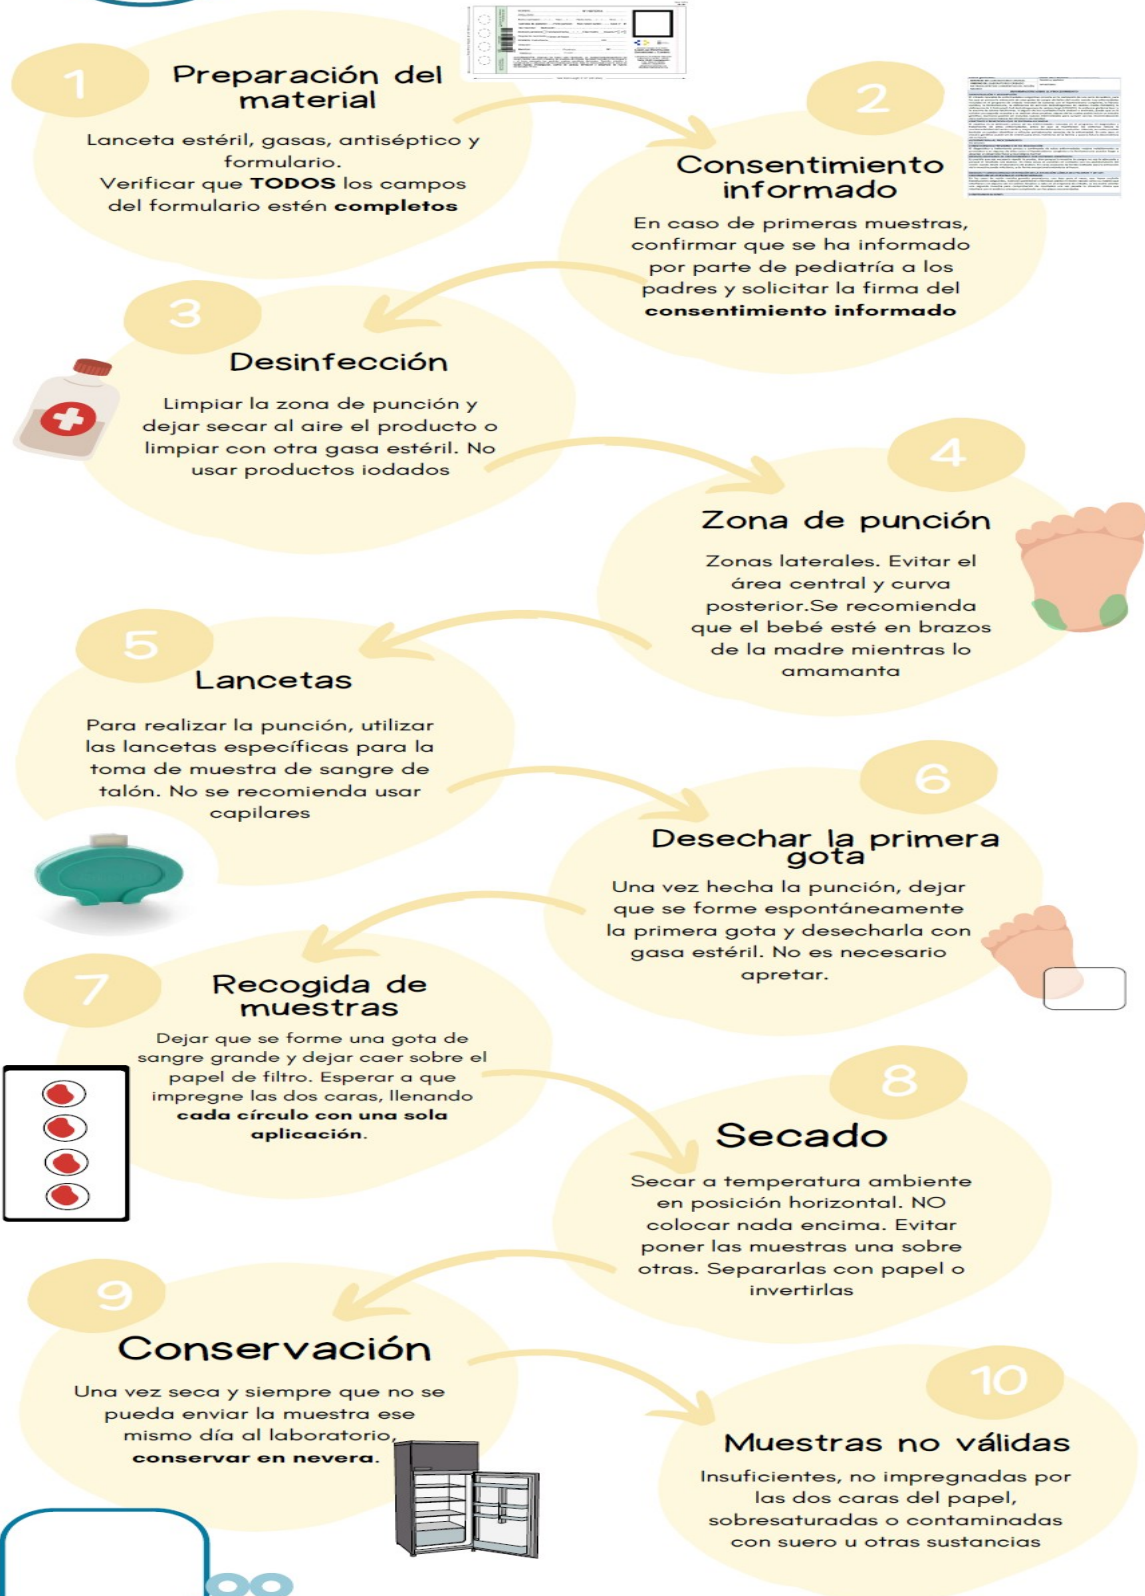 1
Preparación del
material
Lanceta estéril, gasas, antiséptico y
formulario.
Verificar que TODOS los campos
del formulario estén completos
2
Consentimiento
informado
En caso de primeras muestras,
confirmar que se ha informado
por parte de pediatría a los
padres y solicitar la firma del
consentimiento informado
3
Desinfección
Limpiar la zona de punción y
dejar secar al aire el producto o
limpiar con otra gasa estéril. No
usar productos iodados
4
Zona de punción
Zonas laterales. Evitar el
área central y curva
posterior.Se recomienda
que el bebé esté en brazos
de la madre mientras lo
amamanta
5
Lancetas
Para realizar la punción, utilizar
las lancetas específicas para la
toma de muestra de sangre de
talón. No se recomienda usar
capilares
6
Desechar la primera
gota
Una vez hecha la punción, dejar
que se forme espontáneamente
la primera gota y desecharla con
gasa estéril. No es necesario
apretar.
7
Recogida de
muestras
Dejar que se forme una gota de
sangre grande y dejar caer sobre el
papel de filtro. Esperar a que
impregne las dos caras, llenando
cada círculo con una sola
aplicación.
8
Secado
Secar a temperatura ambiente
en posición horizontal. NO
colocar nada encima. Evitar
poner las muestras una sobre
otras. Separarlas con papel o
invertirlas
9
Conservación
Una vez seca y siempre que no se
pueda enviar la muestra ese
mismo día al laboratorio,
conservar en nevera.
10
Muestras no válidas
Insuficientes, no impregnadas por
las dos caras del papel,
sobresaturadas o contaminadas
con suero u otras sustancias